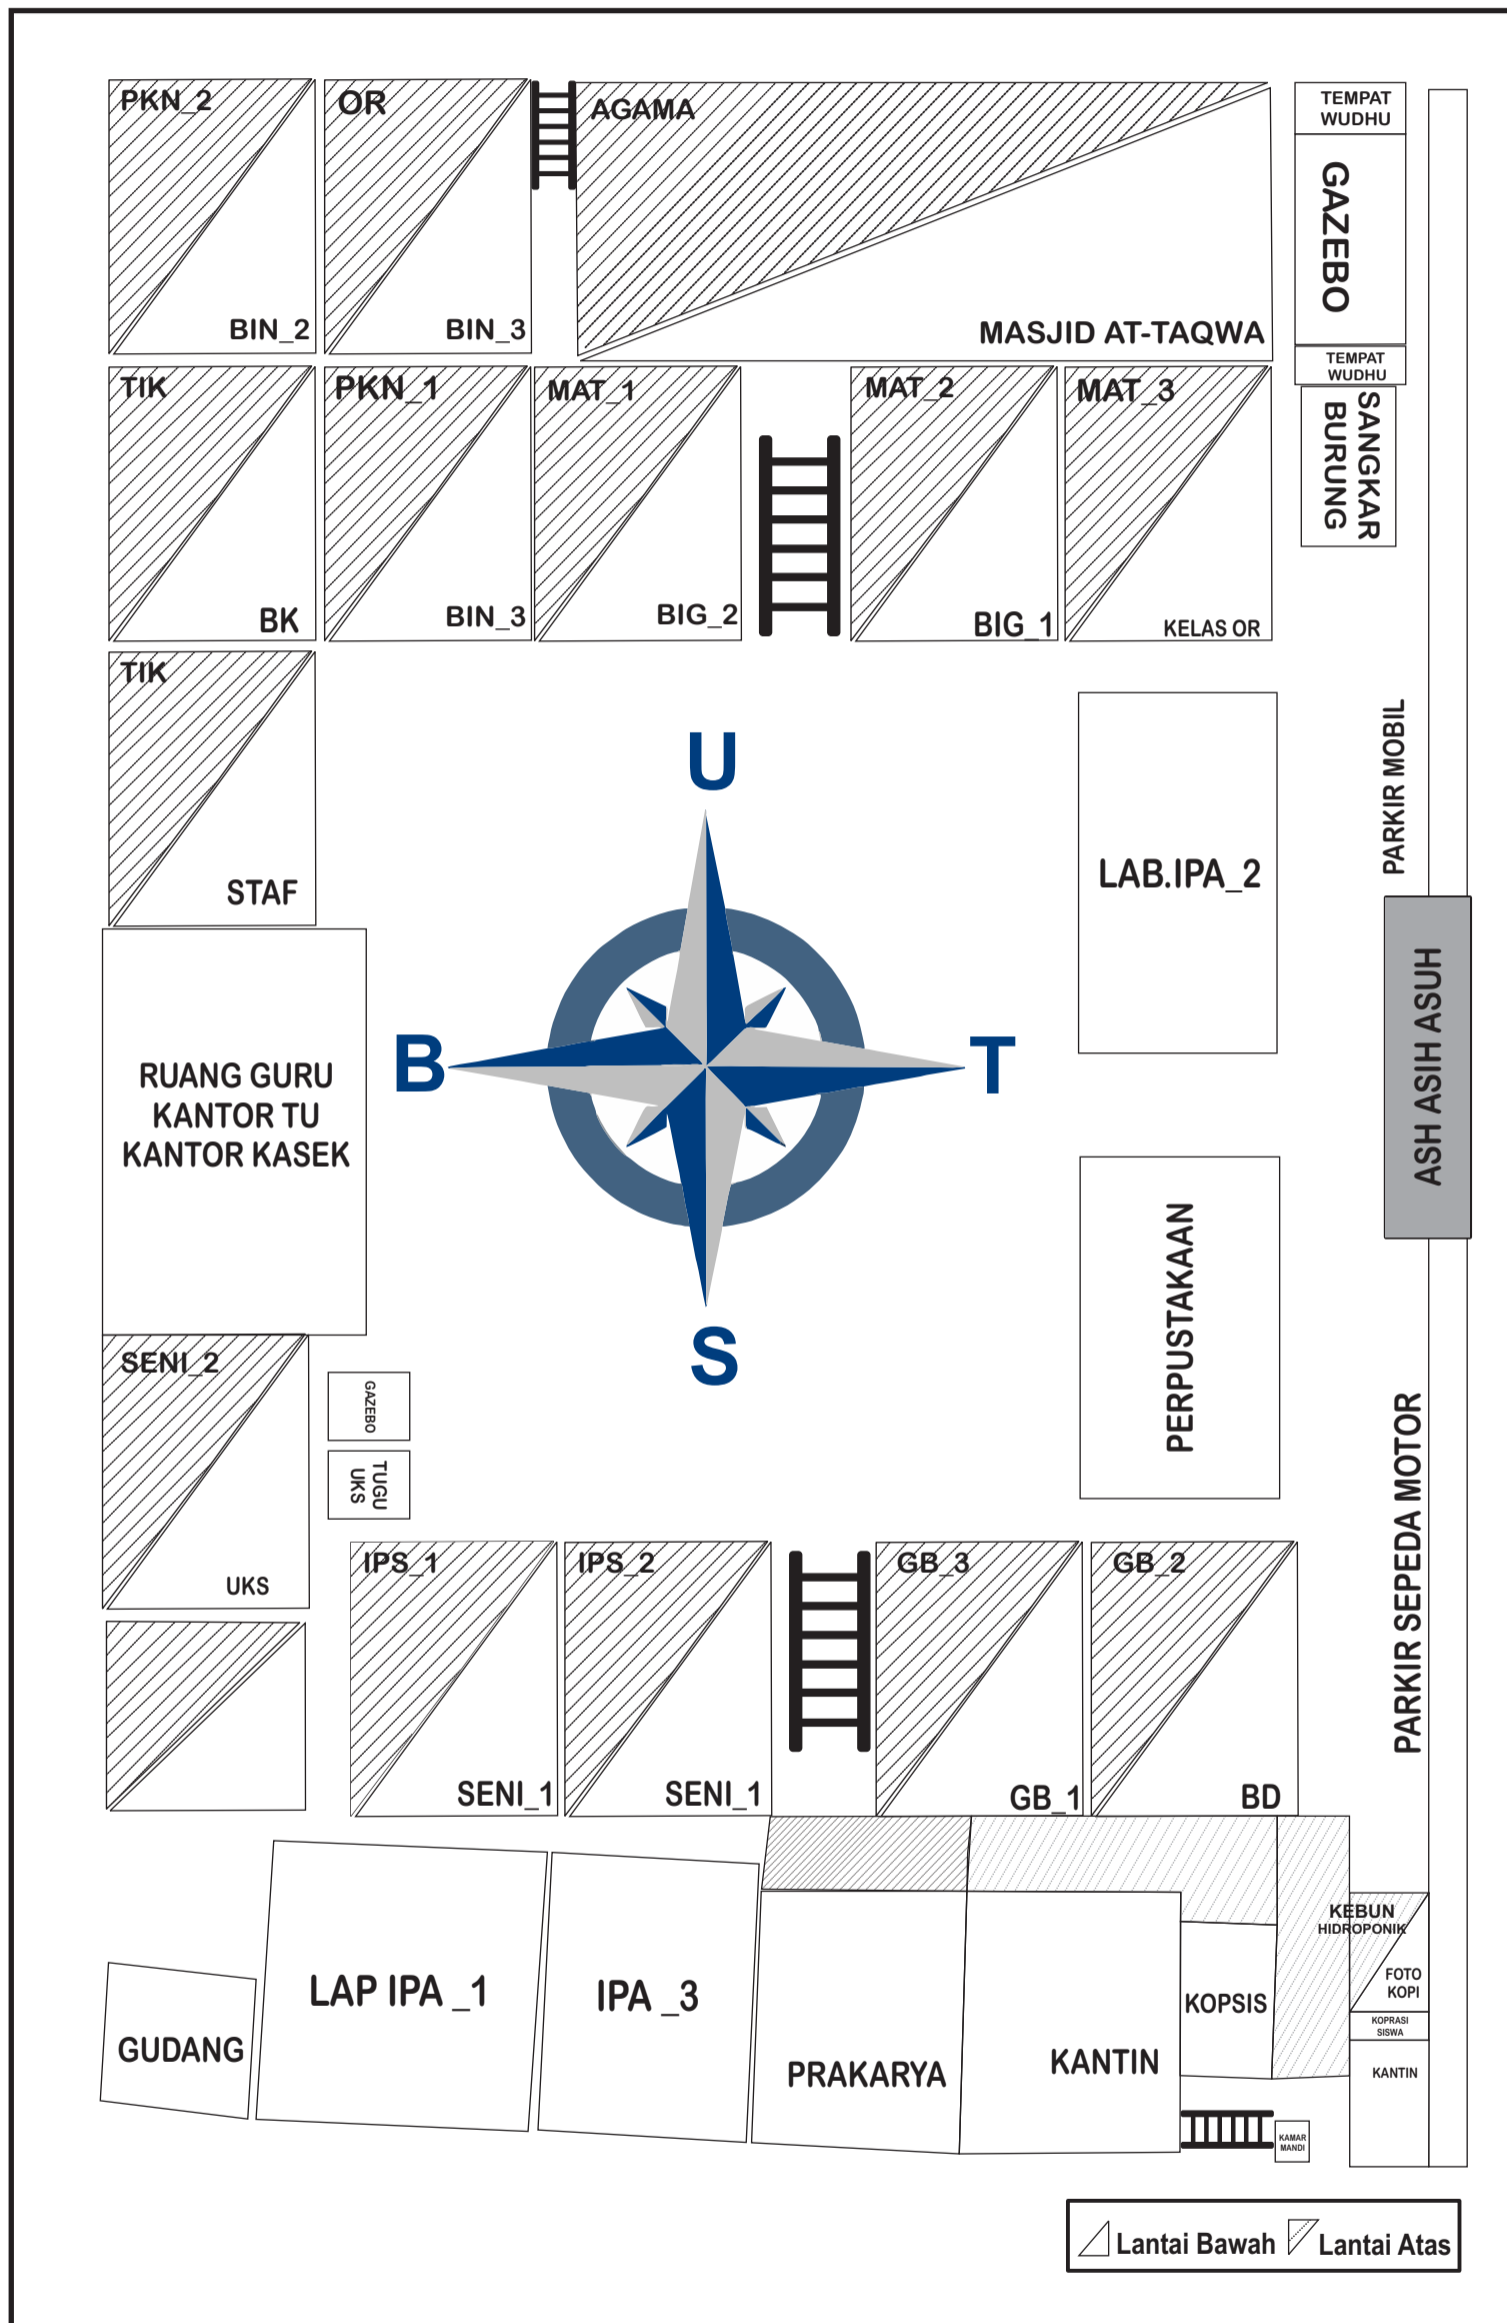 PKN_2
OR
AGAMA
TEMPAT
WUDHU
GAZEBO
BIN_2
BIN_3
MASJID AT-TAQWA
TEMPAT
WUDHU
TIK
PKN_1
MAT_1
MAT_2
MAT_3
SANGKAR
BURUNG
BK
BIN_3
BIG_2
BIG_1
KELAS OR
TIK
STAF
U
B
T
S
LAB.IPA_2
PARKIR MOBIL
ASH ASIH ASUH
RUANG GURU
KANTOR TU
KANTOR KASEK
PERPUSTAKAAN
SENI_2
UKS
GAZEBO
TUGU
UKS
PARKIR SEPEDA MOTOR
IPS_1
IPS_2
GB_3
GB_2
SENI_1
SENI_1
GB_1
BD
KEBUN
HIDROPONIK
FOTO
KOPI
KOPRASI
SISWA
KANTIN
GUDANG
LAP IPA _1
IPA _3
PRAKARYA
KANTIN
KOPSIS
KAMAR
MANDI
Lantai Bawah
Lantai Atas